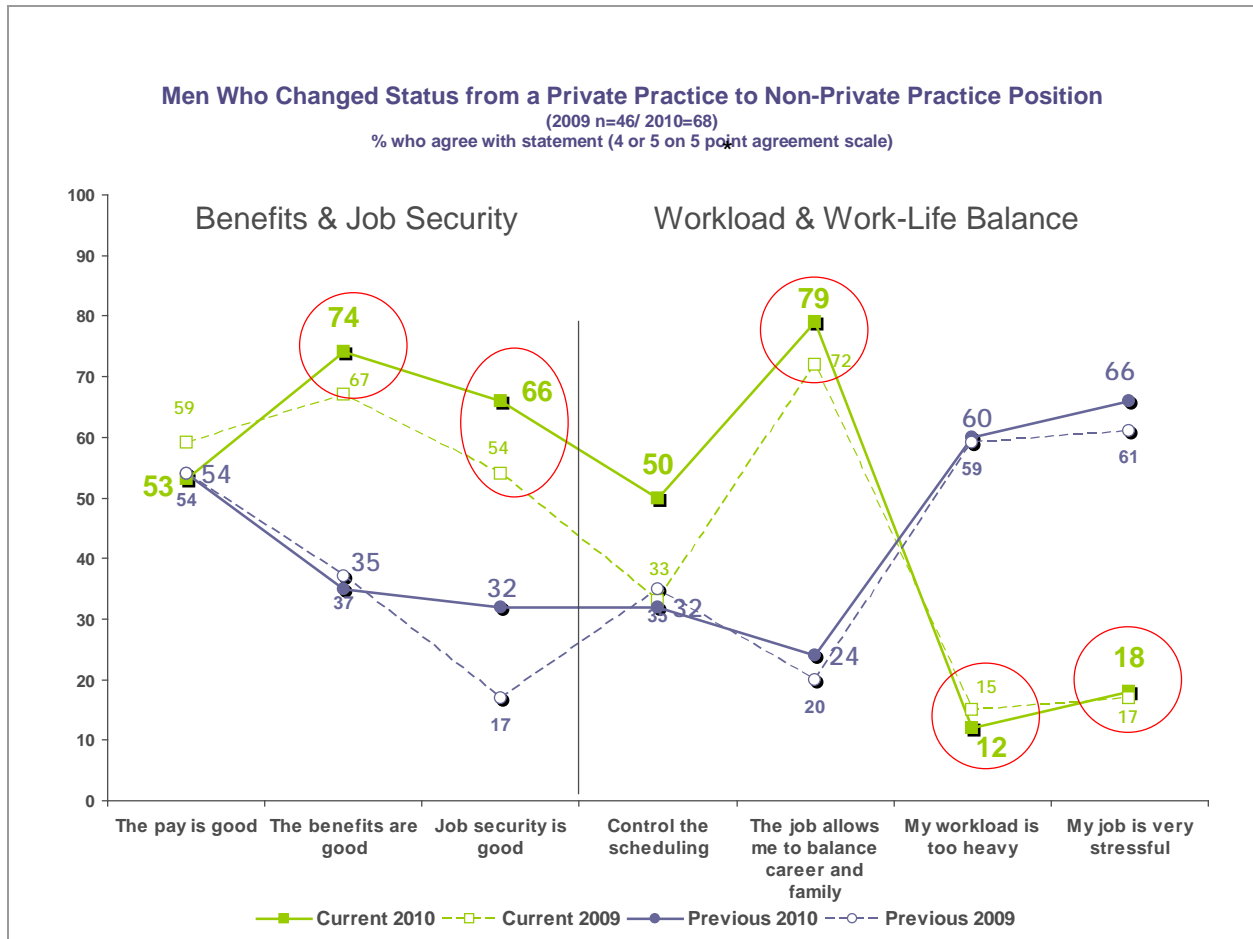 Men Who Changed Status from a Private Practice to Non-Private Practice Position
(2009 n=46/ 2010=68)
% who agree with statement (4 or 5 on 5 point agreement scale)
*
100
90
80
70
60
50
40
30
20
10
0
Benefits & Job Security
Workload & Work-Life Balance
59
53
54
54
74
67
35
37
66
54
32
17
50
33
35
32
79
72
24
20
60
59
15
12
66
61
18
17
The pay is good
The benefits are
good
Job security is
good
Control the
scheduling
The job allows
me to balance
career and
family
My workload is
too heavy
My job is very
stressful
Current 2010
Current 2009
Previous 2010
Previous 2009